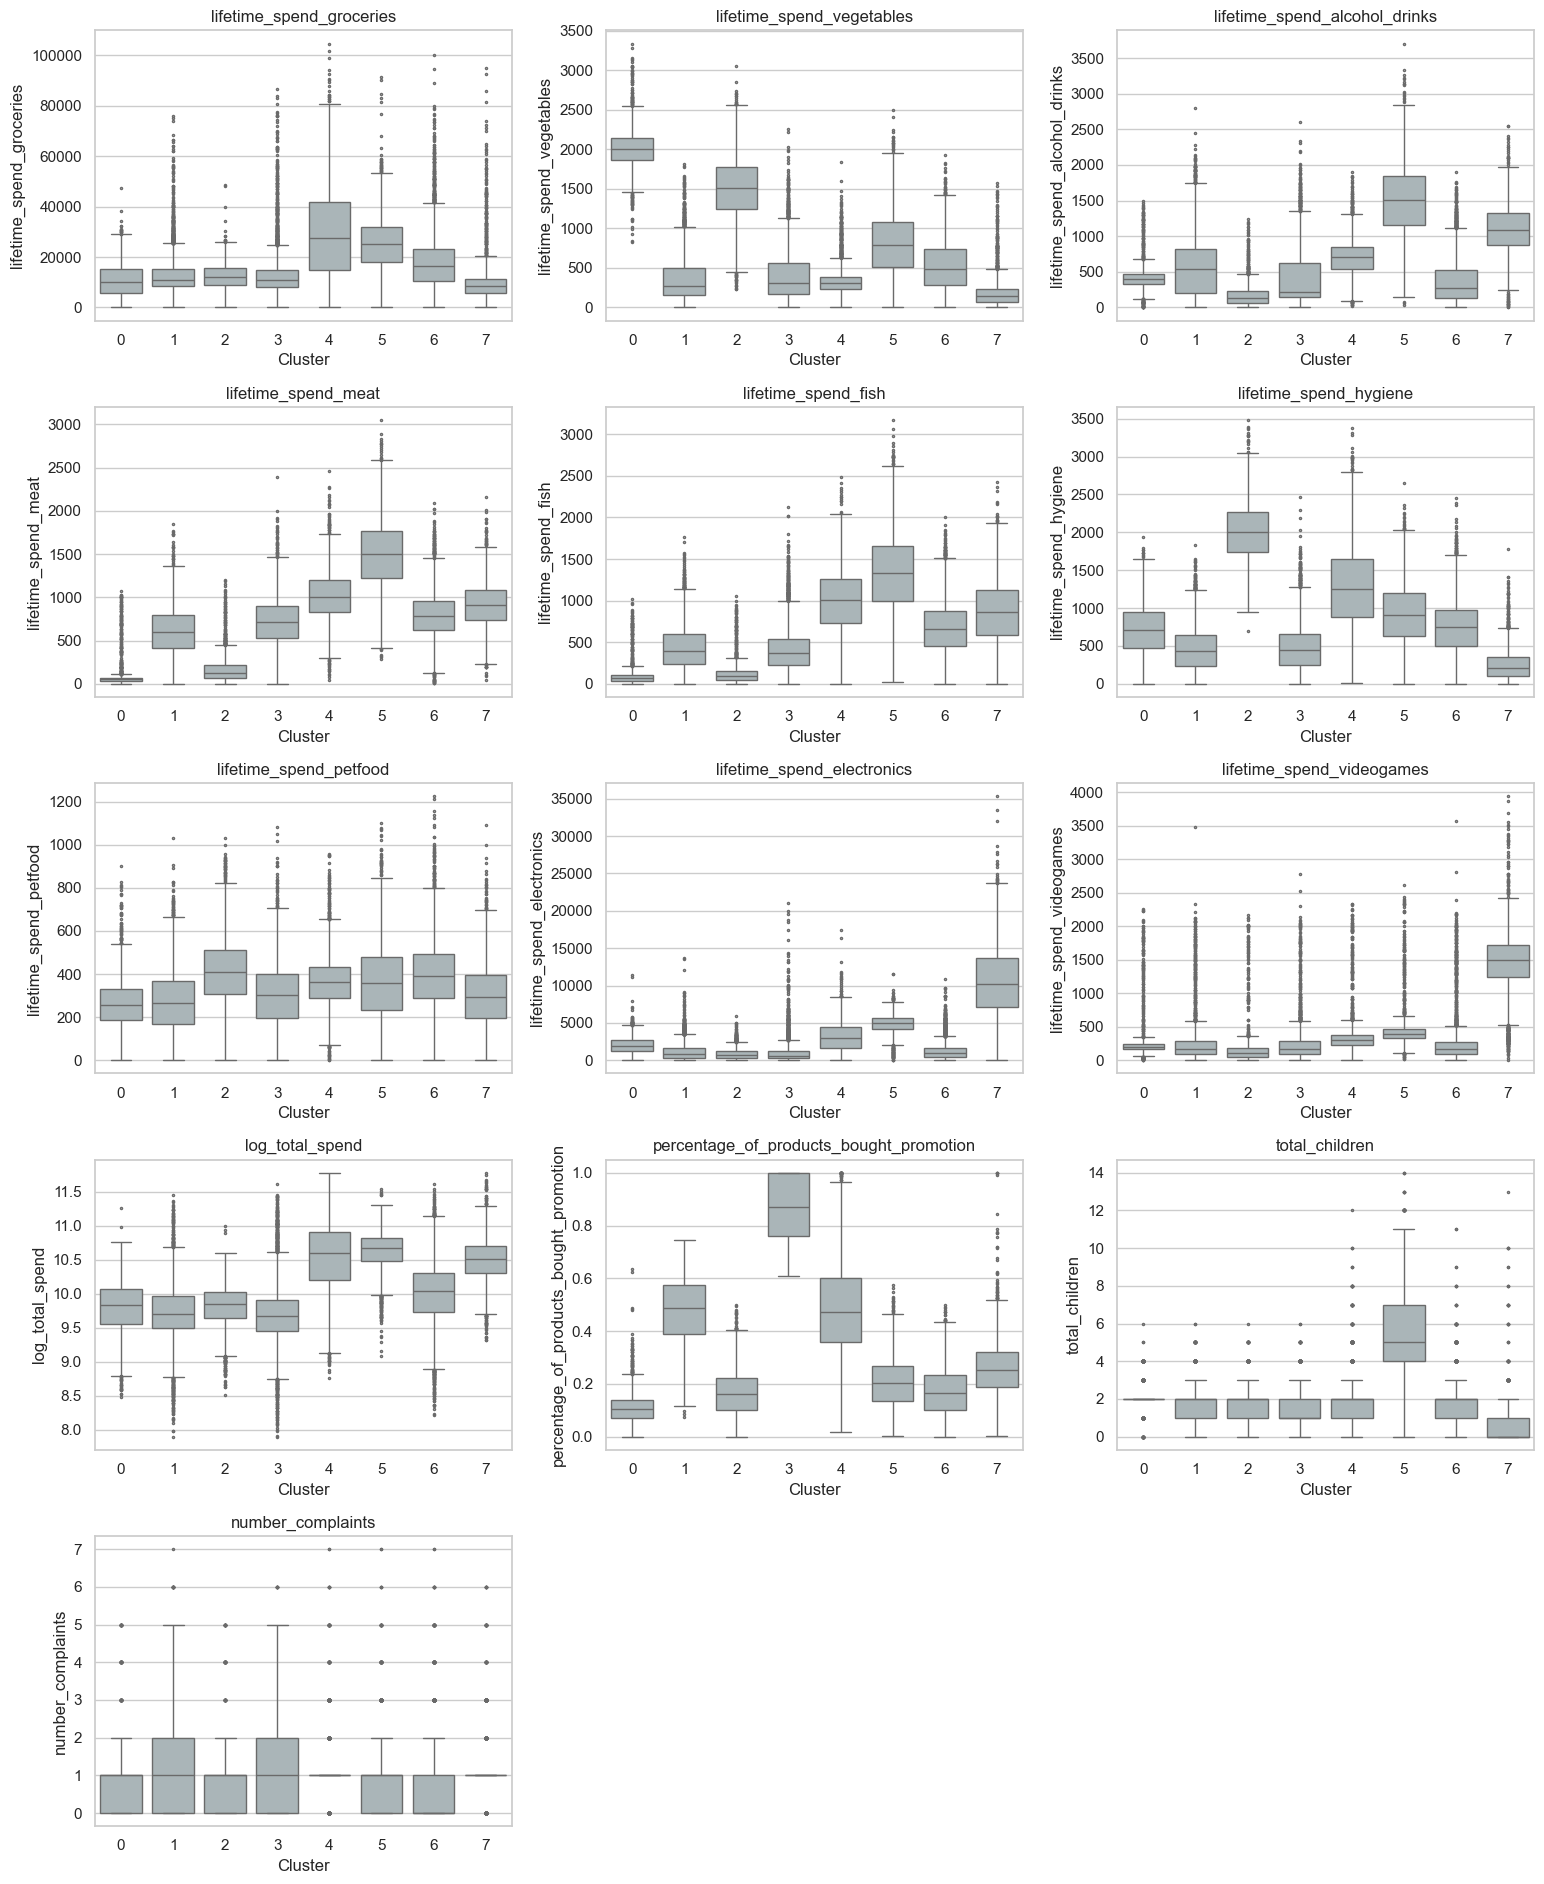 lifetime_spend_groceries
lifetime_spend_vegetables
lifetime_spend_alcohol_drinks
lifetime_spend_groceries
100000
80000
60000
40000
20000
0
0 1 2 3 4 5 6 7
Cluster
lifetime_spend_vegetables
3500
3000
2500
2000
1500
1000
500
0
0 1 2 3 4 5 6 7
Cluster
lifetime_spend_alcohol_drinks
3500
3000
2500
2000
1500
1000
500
0
0 1 2 3 4 5 6 7
Cluster
lifetime_spend_meat
lifetime_spend_fish
lifetime_spend_hygiene
lifetime_spend_meat
3000
2500
2000
1500
1000
500
0
0 1 2 3 4 5 6 7
Cluster
lifetime_spend_fish
3000
2500
2000
1500
1000
500
0
0 1 2 3 4 5 6 7
Cluster
lifetime_spend_hygiene
3500
3000
2500
2000
1500
1000
500
0
0 1 2 3 4 5 6 7
Cluster
lifetime_spend_petfood
lifetime_spend_electronics
lifetime_spend_videogames
lifetime_spend_petfood
1200
1000
800
600
400
200
0
0 1 2 3 4 5 6 7
Cluster
lifetime_spend_electronics
35000
30000
25000
20000
15000
10000
5000
0
0 1 2 3 4 5 6 7
Cluster
lifetime_spend_videogames
4000
3500
3000
2500
2000
1500
1000
500
0
0 1 2 3 4 5 6 7
Cluster
log_total_spend
percentage_of_products_bought_promotion
total_children
log_total_spend
11.5
11.0
10.5
10.0
9.5
9.0
8.5
8.0
0 1 2 3 4 5 6 7
Cluster
percentage_of_products_bought_promotion
1.0
0.8
0.6
0.4
0.2
0.0
0 1 2 3 4 5 6 7
Cluster
total_children
14
12
10
8
6
4
2
0
0 1 2 3 4 5 6 7
Cluster
number_complaints
number_complaints
7
6
5
4
3
2
1
0
0 1 2 3 4 5 6 7
Cluster